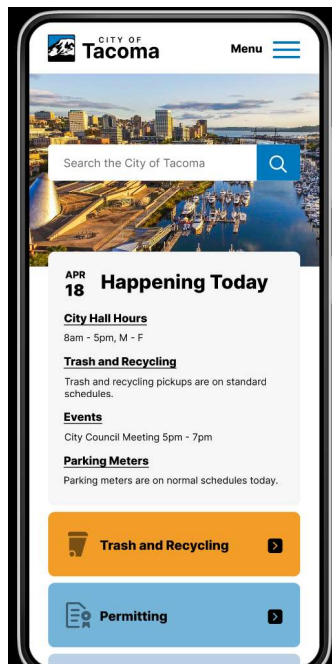 CITY OF
Tacoma
Menu
Search the City of Tacoma
APR
18
Happening Today
City Hall Hours
8am - 5pm, M - F
Trash and Recycling
Trash and recycling pickups are on standard
schedules.
Events
City Council Meeting 5pm - 7pm
Parking Meters
Parking meters are on normal schedules today.
Trash and Recycling
Permitting